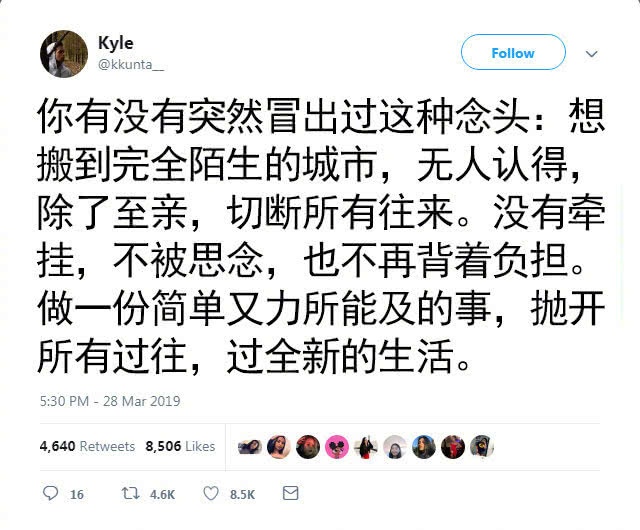 Kyle
@kkunta__
Follow
你有没有突然冒出过这种念头：想
搬到完全陌生的城市，无人认得，
除了至亲，切断所有往来。没有牵
挂，不被思念，也不再背着负担。
做一份简单又力所能及的事，抛开
所有过往，过全新的生活。
5:30 PM - 28 Mar 2019
4,640 Retweets 8,506 Likes
16 4.6K 8.5K